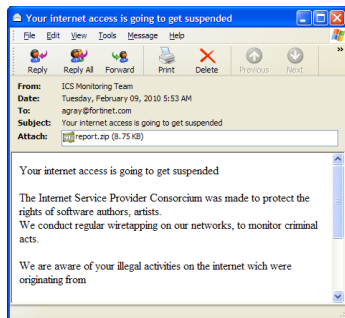 Your internet access is going to get suspended
File Edit View Tools Message Help
Reply Reply All Forward Print Delete Previous Next
From: ICS Monitoring Team
Date: Tuesday, February 09, 2010 5:53 AM
To: agray@fortinet.com
Subject: Your internet access is going to get suspended
Attach: report.zip (8.75 KB)
Your internet access is going to get suspended
The Internet Service Provider Consorcium was made to protect the
rights of software authors, artists.
We conduct regular wiretapping on our networks, to monitor criminal
acts.
We are aware of your illegal activities on the internet wich were
originating from